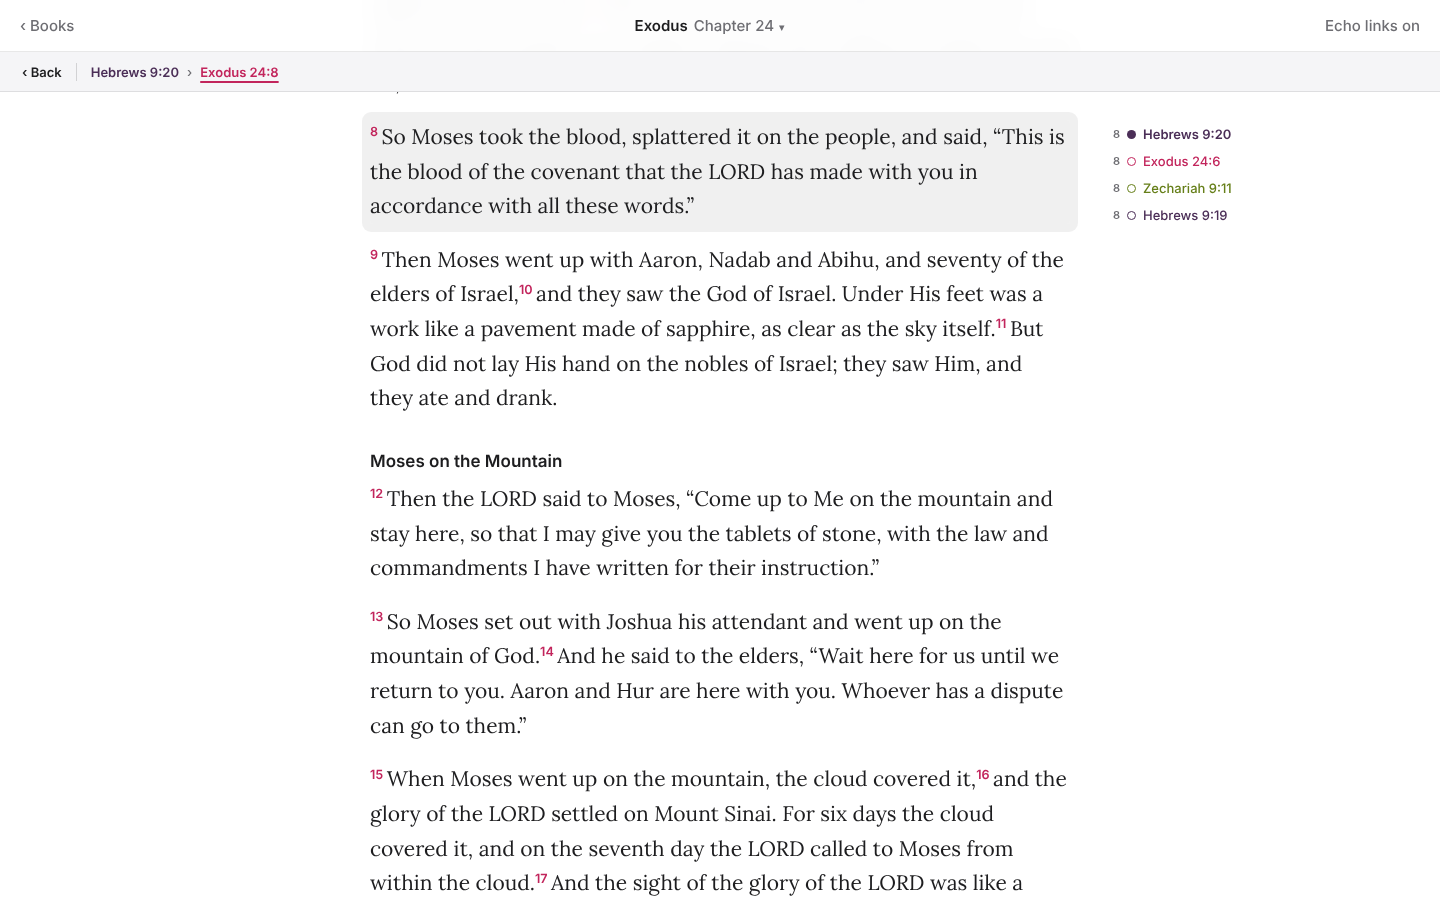 ‹ Books
Exodus Chapter 24 ▾
Echo links on
‹ Back
Hebrews 9:20 › Exodus 24:8
8 So Moses took the blood, splattered it on the people, and said, “This is
the blood of the covenant that the LORD has made with you in
accordance with all these words.”
8 Hebrews 9:20
8 Exodus 24:6
8 Zechariah 9:11
8 Hebrews 9:19
9 Then Moses went up with Aaron, Nadab and Abihu, and seventy of the
elders of Israel,10 and they saw the God of Israel. Under His feet was a
work like a pavement made of sapphire, as clear as the sky itself.11 But
God did not lay His hand on the nobles of Israel; they saw Him, and
they ate and drank.
Moses on the Mountain
12 Then the LORD said to Moses, “Come up to Me on the mountain and
stay here, so that I may give you the tablets of stone, with the law and
commandments I have written for their instruction.”
13 So Moses set out with Joshua his attendant and went up on the
mountain of God.14 And he said to the elders, “Wait here for us until we
return to you. Aaron and Hur are here with you. Whoever has a dispute
can go to them.”
15 When Moses went up on the mountain, the cloud covered it,16 and the
glory of the LORD settled on Mount Sinai. For six days the cloud
covered it, and on the seventh day the LORD called to Moses from
within the cloud.17 And the sight of the glory of the LORD was like a